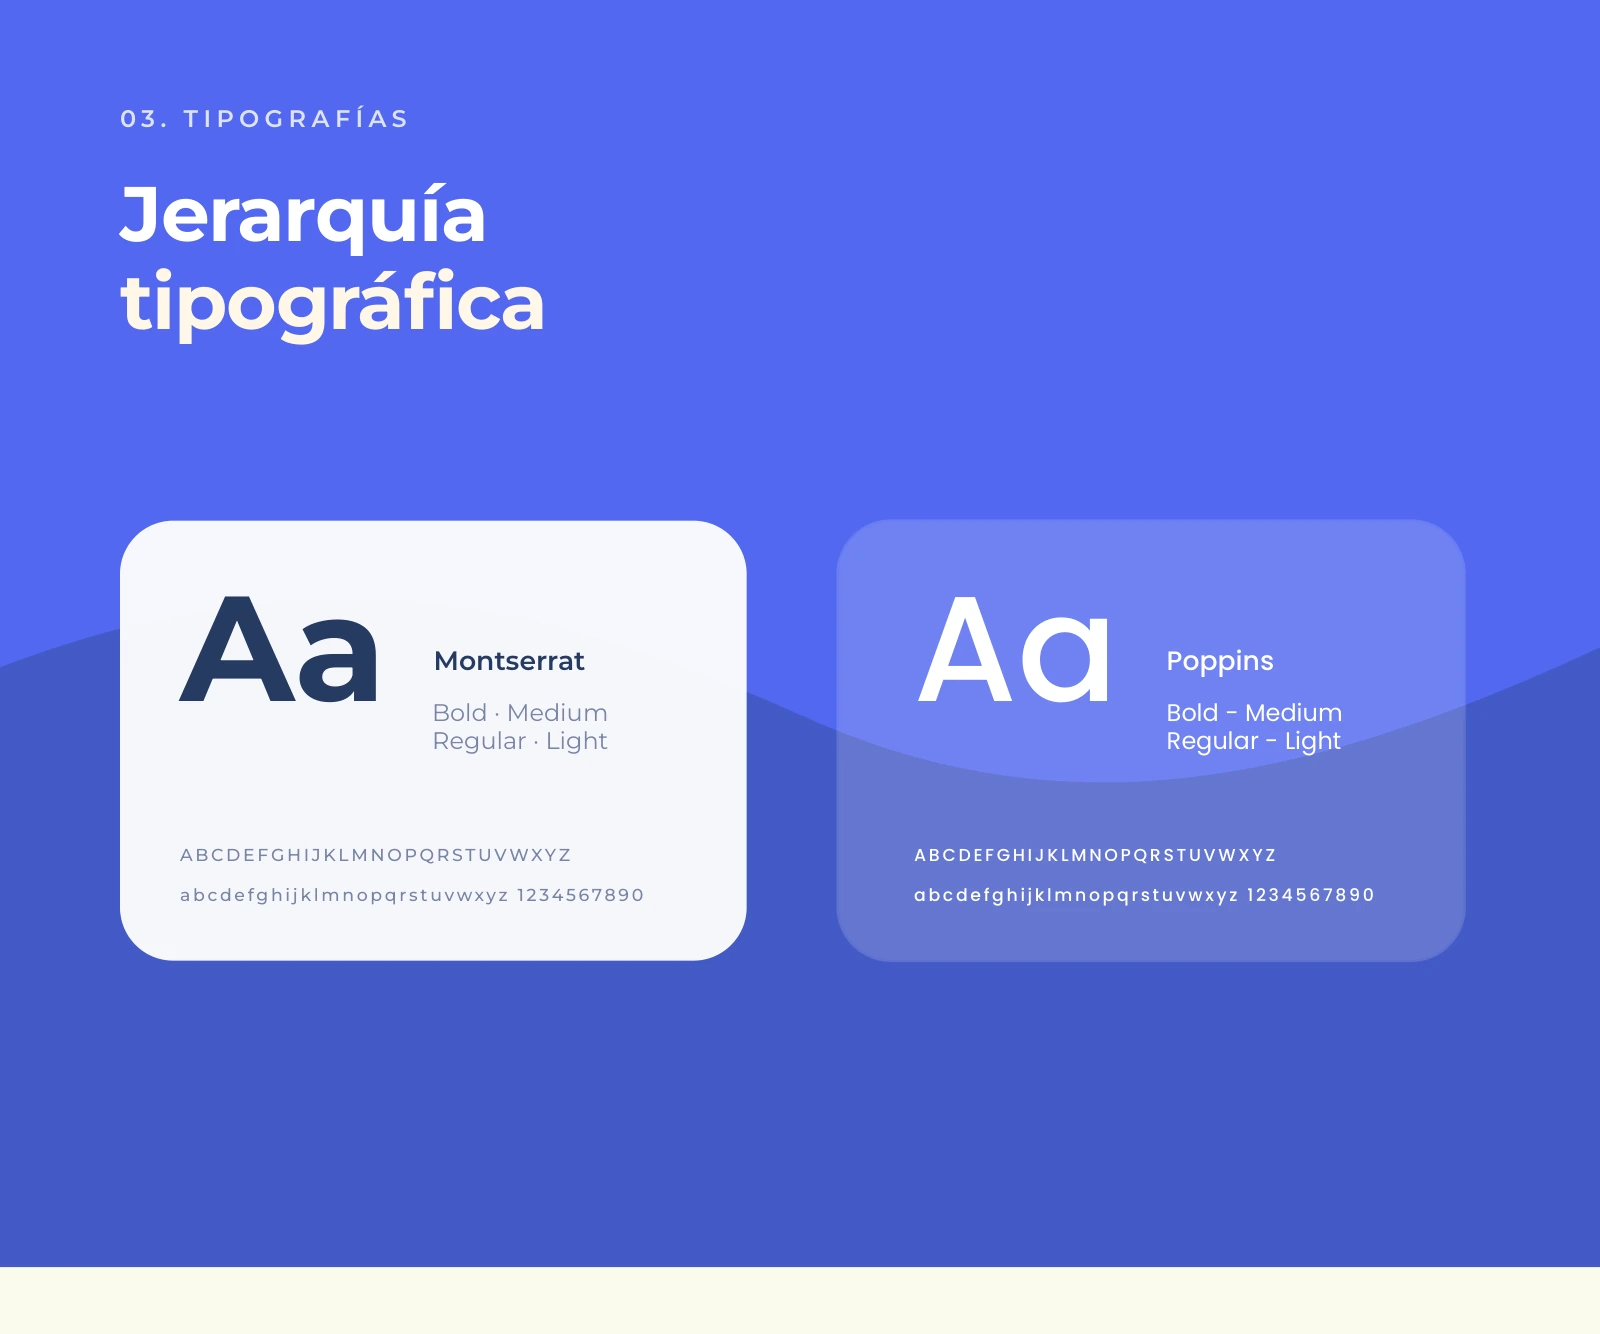 03. TIPOGRAFÍAS
Jerarquía
tipográfica
Aa
Montserrat
Bold · Medium
Regular · Light
ABCDEFGHIJKLMNOPQRSTUVWXYZ
abcdefghijklmnopqrstuvwxyz 1234567890
Aa
Poppins
Bold - Medium
Regular - Light
ABCDEFGHIJKLMNOPQRSTUVWXYZ
abcdefghijklmnopqrstuvwxyz 1234567890